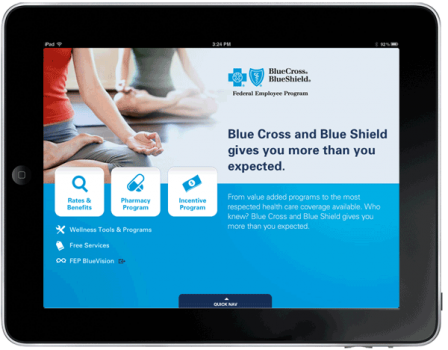 iPad
3:24 PM
92%
BlueCross.
BlueShield.
Federal Employee Program
Blue Cross and Blue Shield
gives you more than you
expected.
Rates &
Benefits
Pharmacy
Program
Incentive
Program
From value added programs to the most
respected health care coverage available. Who
knew? Blue Cross and Blue Shield gives you
more than you expected.
Wellness Tools & Programs
Free Services
FEP BlueVision
QUICK NAV